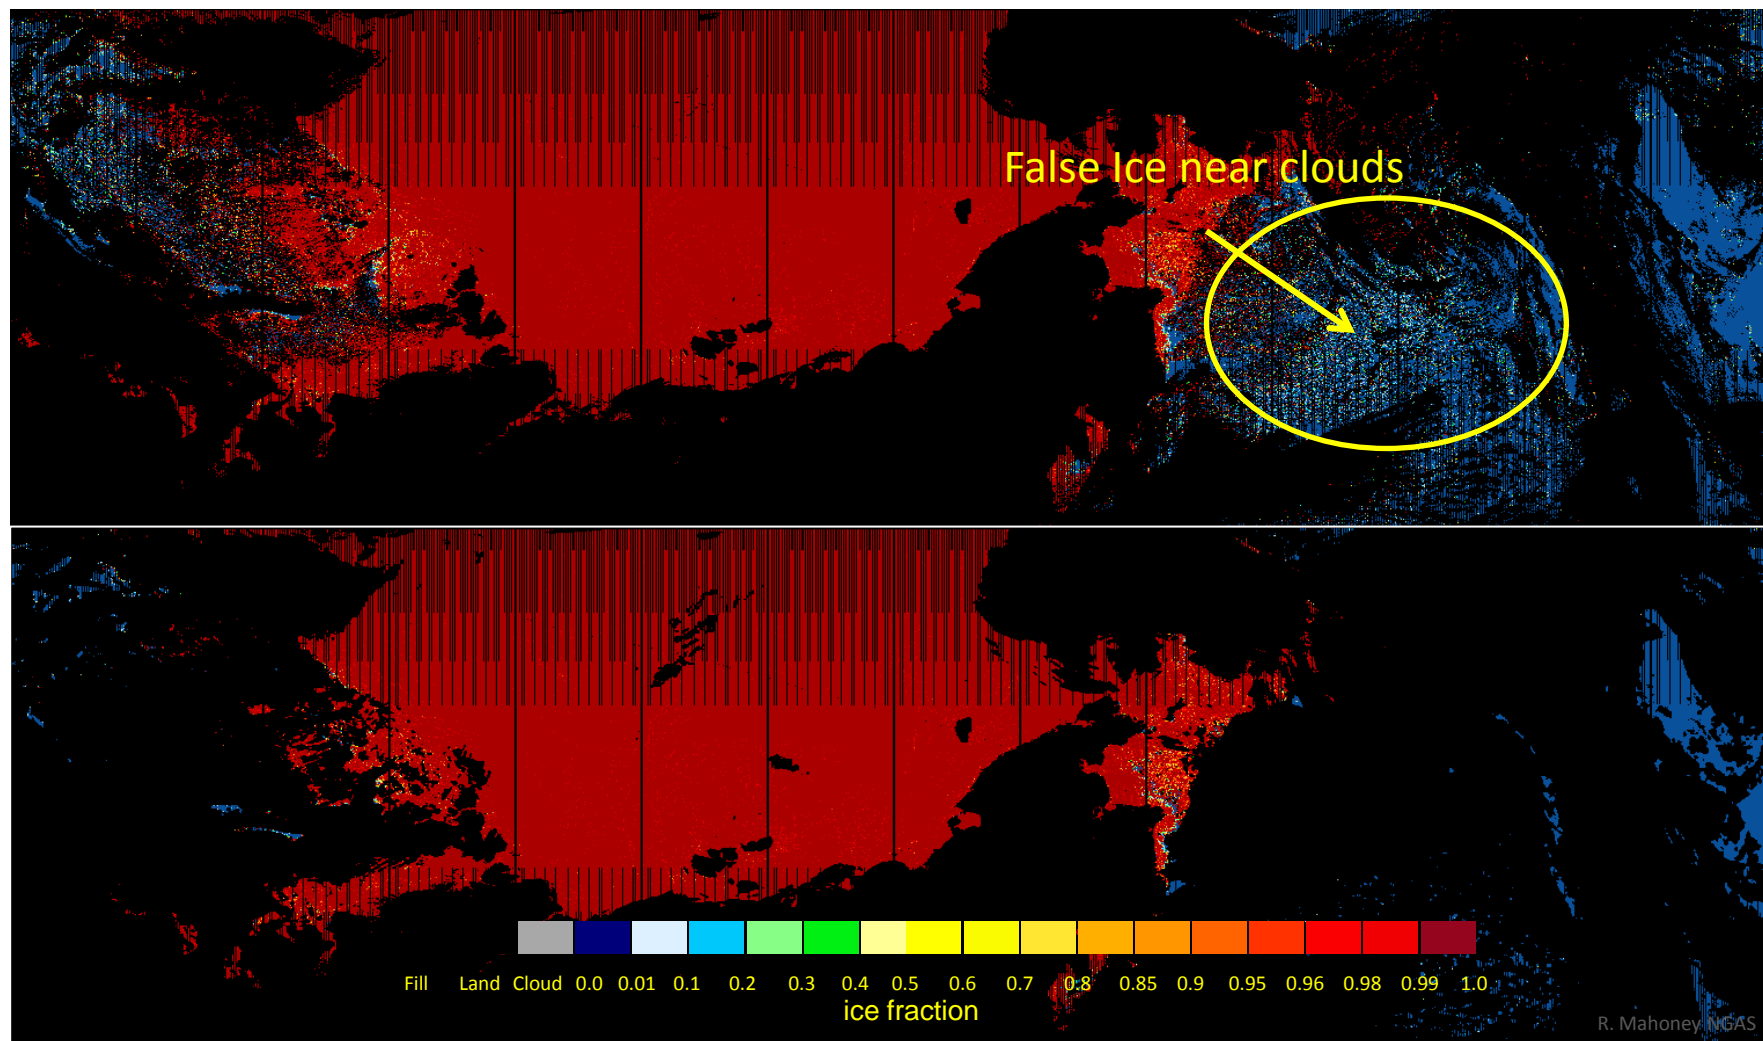 False Ice near clouds
Fill Land Cloud 0.0 0.01 0.1 0.2 0.3 0.4 0.5 0.6 0.7 0.8 0.85 0.9 0.95 0.96 0.98 0.99 1.0
ice fraction
R. Mahoney NGAS